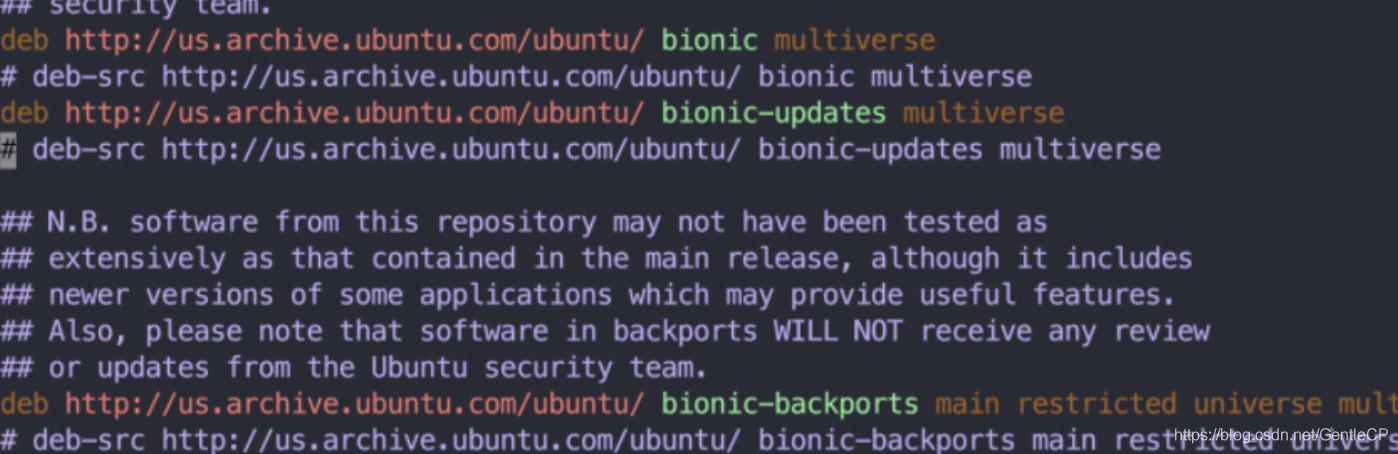 ## security team.
deb http://us.archive.ubuntu.com/ubuntu/ bionic multiverse
# deb-src http://us.archive.ubuntu.com/ubuntu/ bionic multiverse
deb http://us.archive.ubuntu.com/ubuntu/ bionic-updates multiverse
# deb-src http://us.archive.ubuntu.com/ubuntu/ bionic-updates multiverse
## N.B. software from this repository may not have been tested as
## extensively as that contained in the main release, although it includes
## newer versions of some applications which may provide useful features.
## Also, please note that software in backports WILL NOT receive any review
## or updates from the Ubuntu security team.
deb http://us.archive.ubuntu.com/ubuntu/ bionic-backports main restricted universe mult
# deb-src http://us.archive.ubuntu.com/ubuntu/ bionic-backports main restricted univers
https://blog.csdn.net/GentleCP